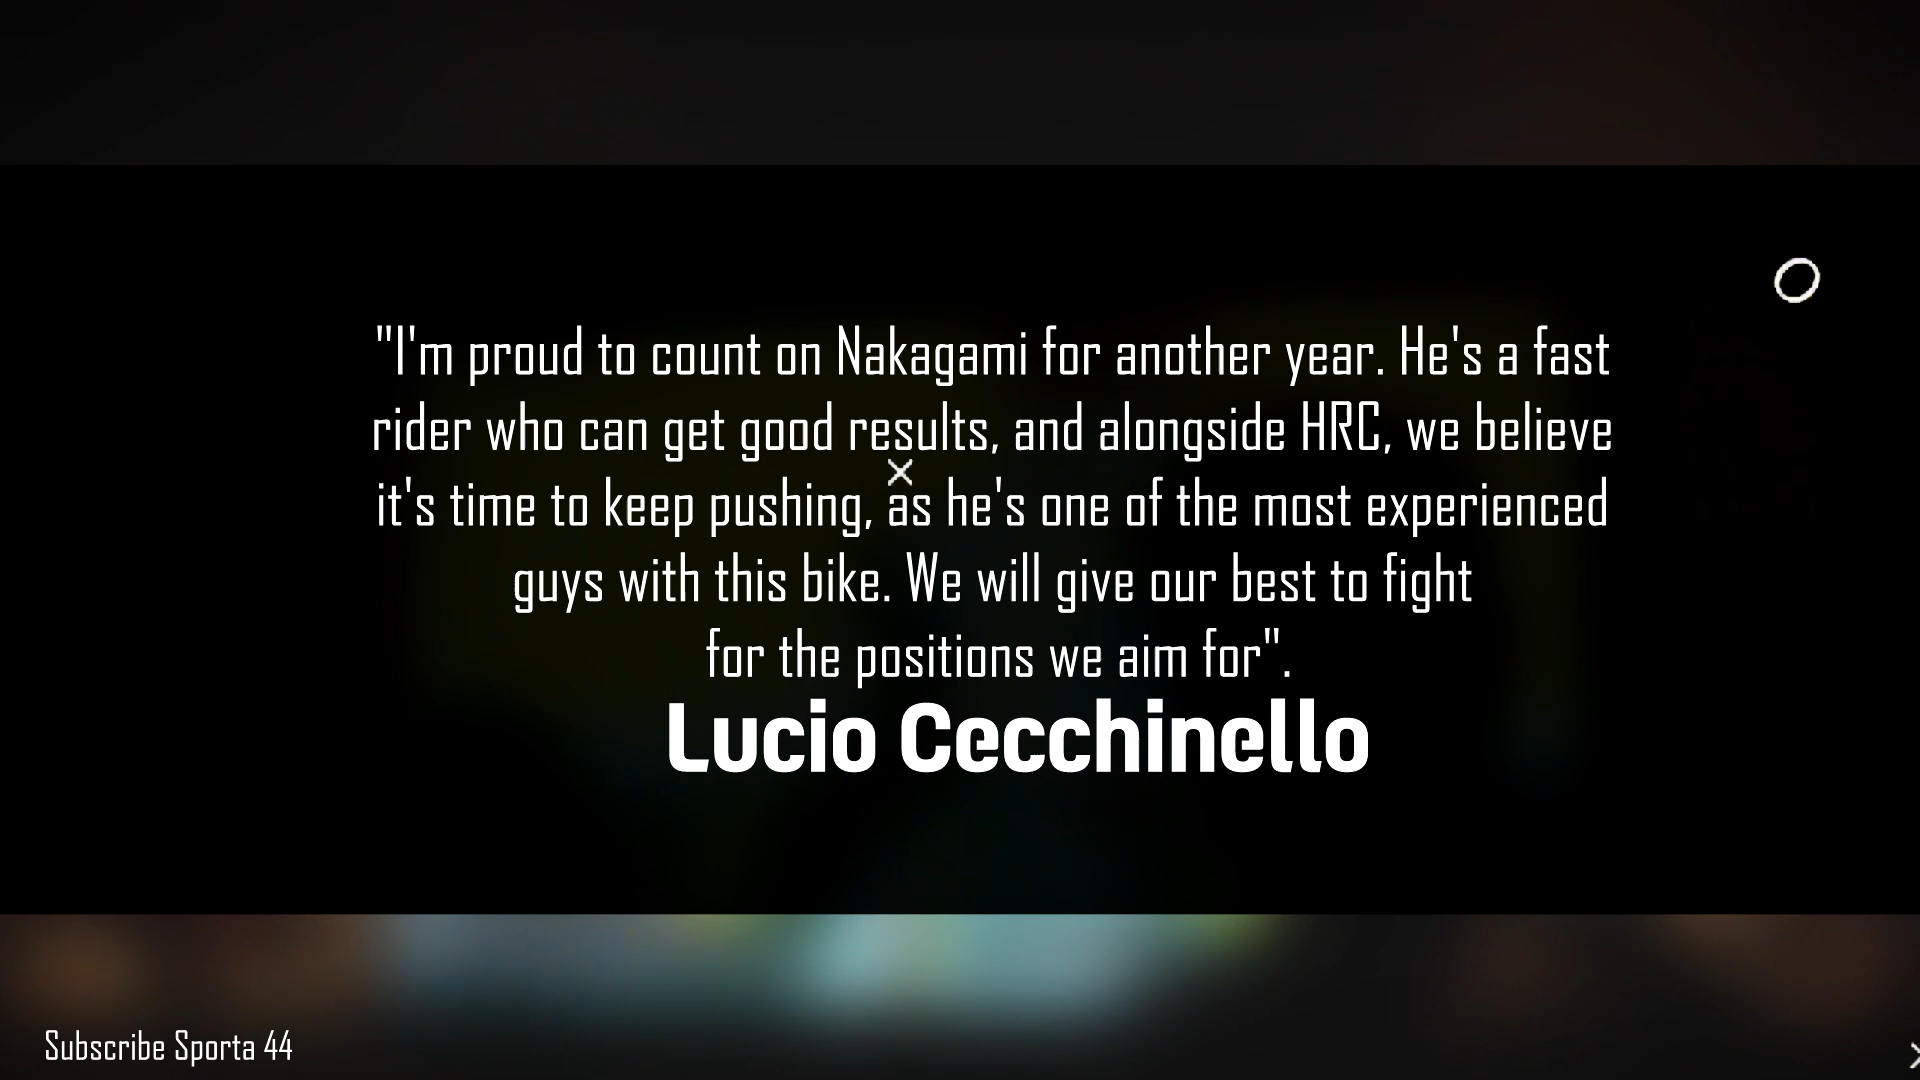 "I'm proud to count on Nakagami for another year. He's a fast
rider who can get good results, and alongside HRC, we believe
it's time to keep pushing, as he's one of the most experienced
guys with this bike. We will give our best to fight
for the positions we aim for".
Lucio Cecchinello
Subscribe Sporta 44